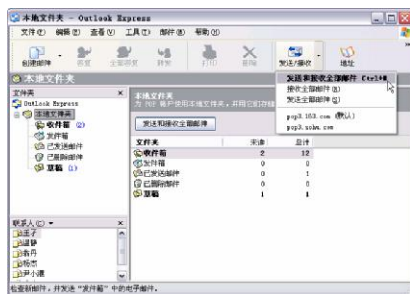 本地文件夹 - Outlook Express
文件(F) 编辑(E) 查看(V) 工具(T) 邮件(M) 帮助(H)
创建邮件 答复 全部答复 转发 打印 删除 发送/接收 地址
本地文件夹
发送和接收全部邮件 Ctrl+M
接收全部邮件(R)
发送全部邮件(S)
pop3.163.com (默认)
文件夹
Outlook Express
本地文件夹
收件箱 (2)
发件箱
已发送邮件
已删除邮件
草稿 (1)
本地文件夹
发送和接收全部邮件
文件夹 未读 总计
收件箱 2 12
发件箱 0 0
已发送邮件 0 1
已删除邮件 0 0
草稿 1 1
联系人(C)
温静
杨杰
检查新邮件，并发送“发件箱”中的电子邮件。